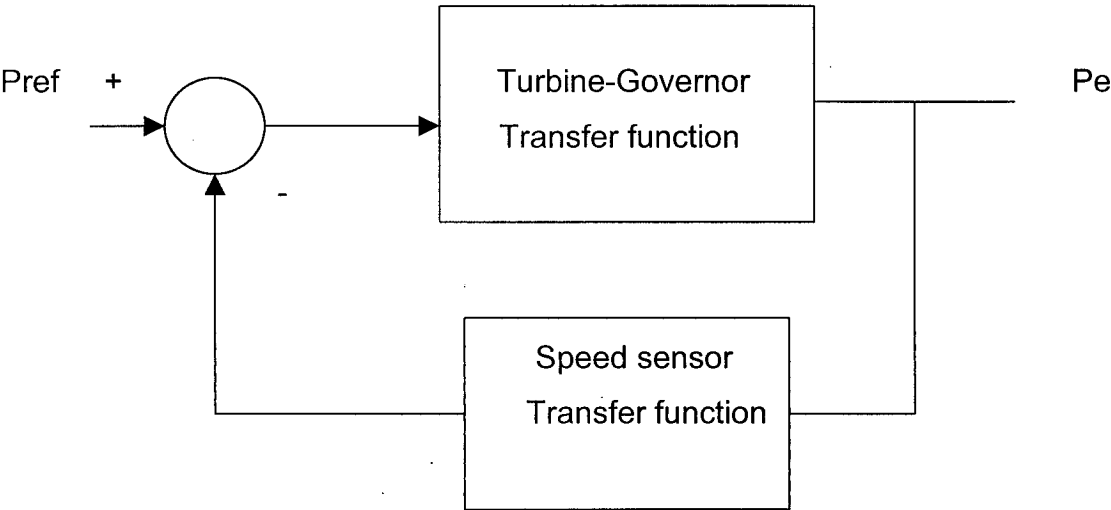 Pref +
Turbine-Governor
Transfer function
Pe
-
Speed sensor
Transfer function